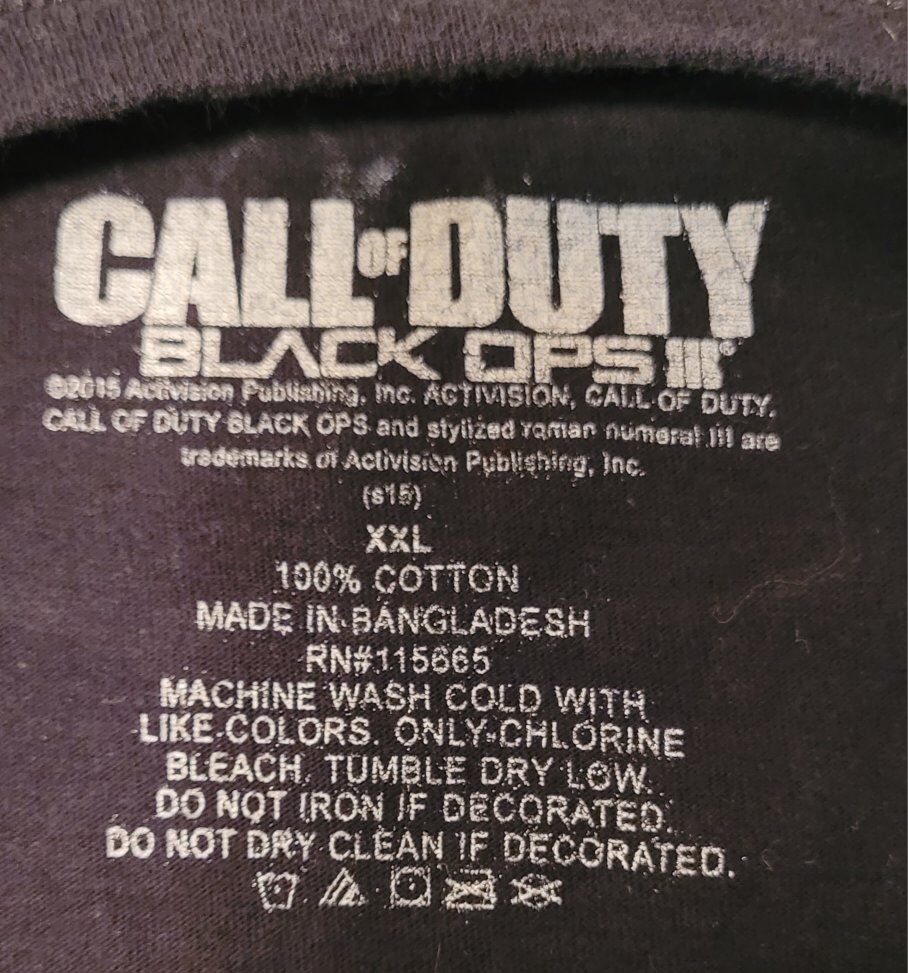 CALL OF DUTY
BLACK OPS III
©2015 Activision Publishing, Inc. ACTIVISION, CALL OF DUTY,
CALL OF DUTY BLACK OPS and stylized roman numeral III are
trademarks of Activision Publishing, Inc.
(s15)
XXL
100% COTTON
MADE IN BANGLADESH
RN#115665
MACHINE WASH COLD WITH
LIKE COLORS. ONLY-CHLORINE
BLEACH. TUMBLE DRY LOW.
DO NOT IRON IF DECORATED.
DO NOT DRY CLEAN IF DECORATED.